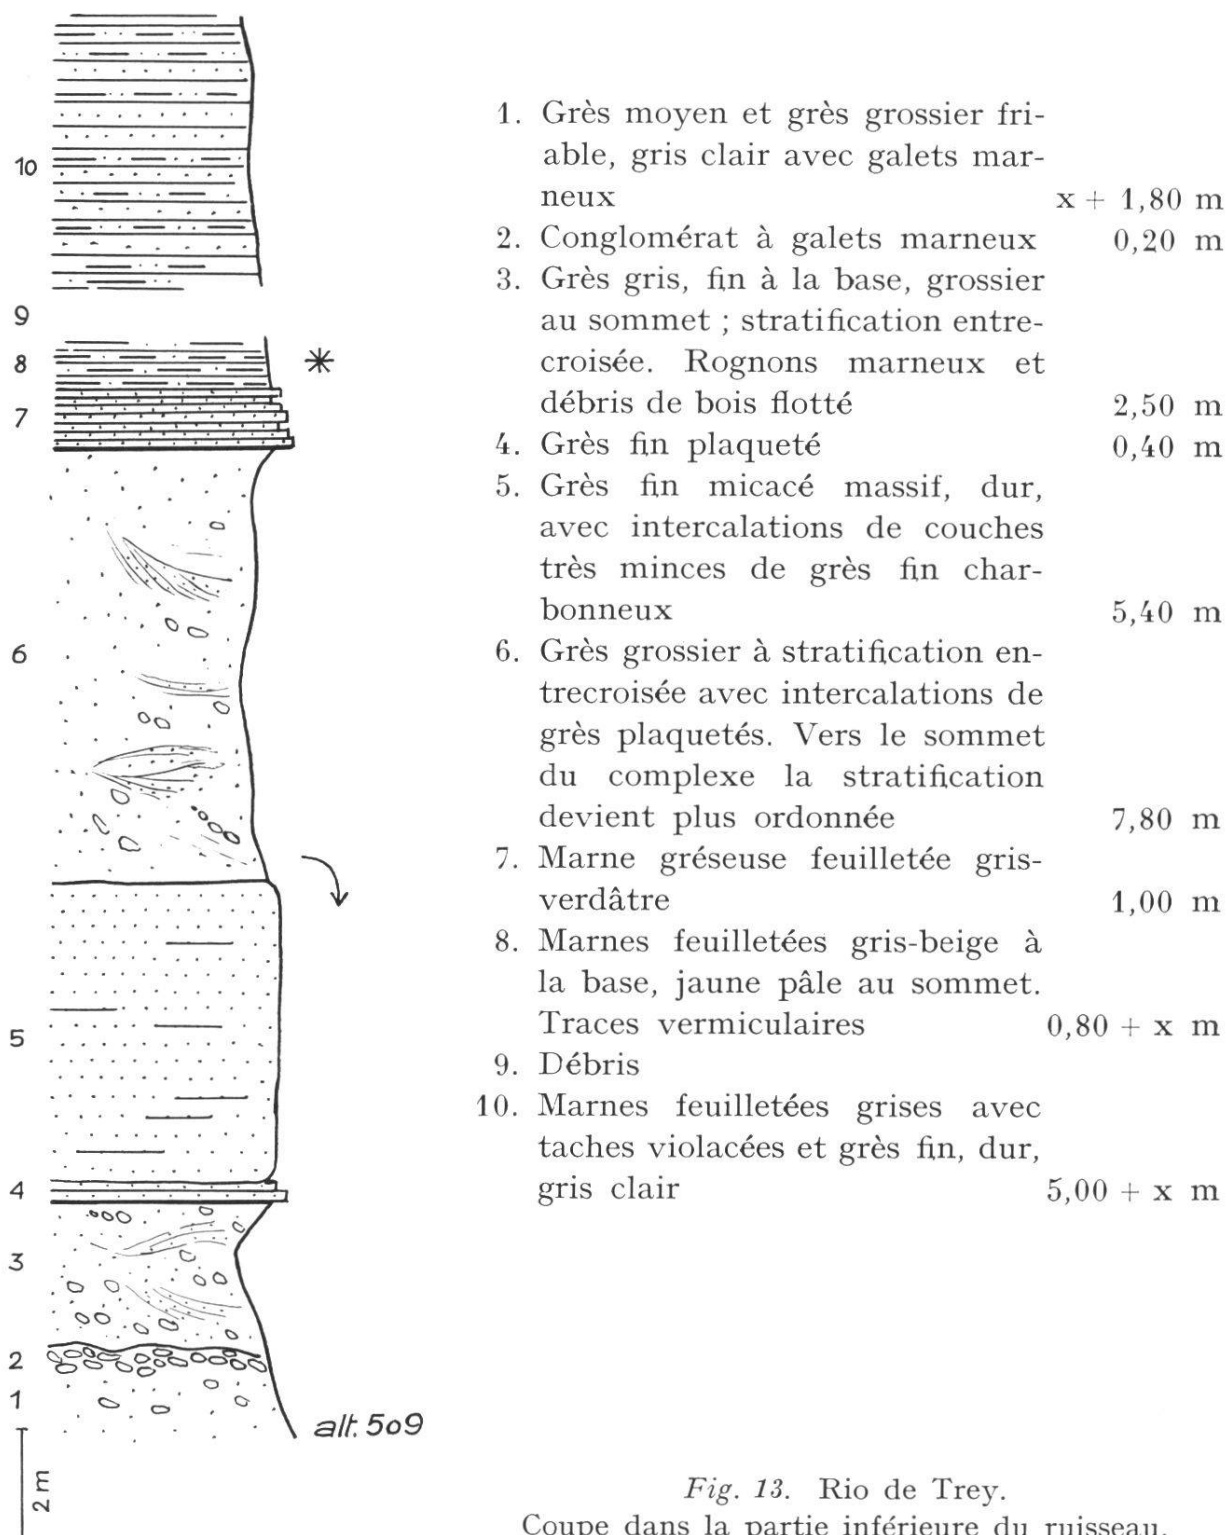 10
9
8
7
6
5
4
3
2
1
alt. 509
2 m
1. Grès moyen et grès grossier fri-
able, gris clair avec galets mar-
neux x + 1,80 m
2. Conglomérat à galets marneux 0,20 m
3. Grès gris, fin à la base, grossier
au sommet ; stratification entre-
croisée. Rognons marneux et
débris de bois flotté 2,50 m
4. Grès fin plaqueté 0,40 m
5. Grès fin micacé massif, dur,
avec intercalations de couches
très minces de grès fin char-
bonneux 5,40 m
6. Grès grossier à stratification en-
trecroisée avec intercalations de
grès plaquetés. Vers le sommet
du complexe la stratification
devient plus ordonnée 7,80 m
7. Marne gréseuse feuilletée gris-
verdâtre 1,00 m
8. Marnes feuilletées gris-beige à
la base, jaune pâle au sommet.
Traces vermiculaires 0,80 + x m
9. Débris
10. Marnes feuilletées grises avec
taches violacées et grès fin, dur,
gris clair 5,00 + x m
Fig. 13. Rio de Trey.
Coupe dans la partie inférieure du ruisseau.